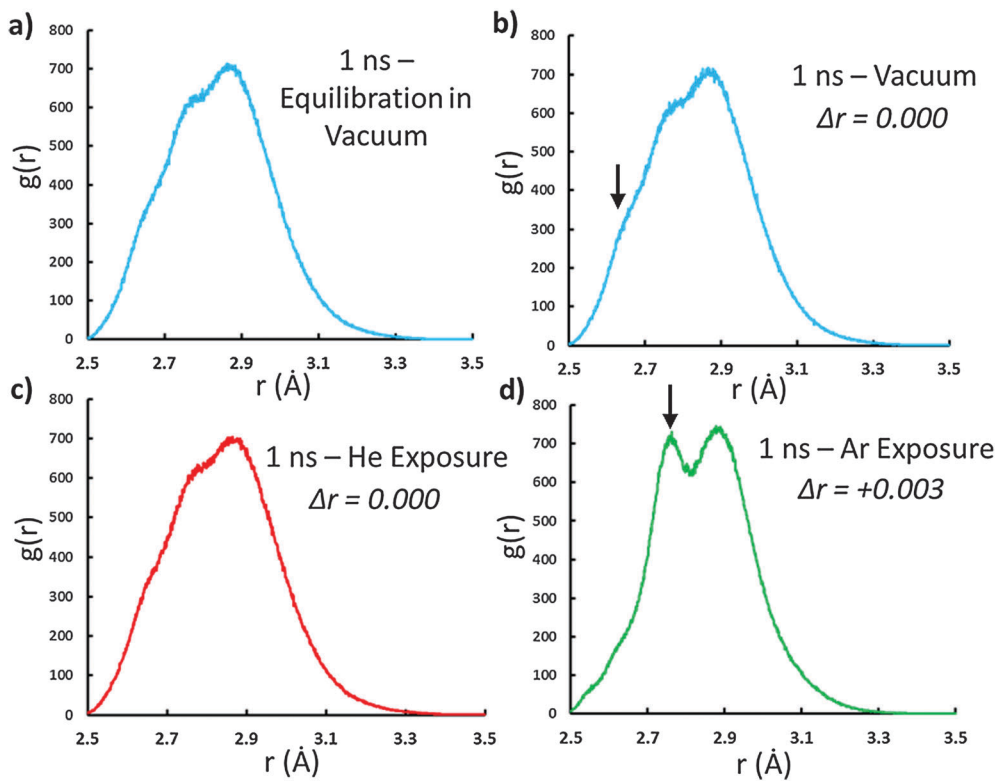 a)
800
700
600
500
400
300
200
100
0
g(r)
1 ns –
Equilibration in
Vacuum
2.5 2.7 2.9 3.1 3.3 3.5
r (Å)
b)
800
700
600
500
400
300
200
100
0
g(r)
1 ns – Vacuum
Δr = 0.000
2.5 2.7 2.9 3.1 3.3 3.5
r (Å)
c)
800
700
600
500
400
300
200
100
0
g(r)
1 ns – He Exposure
Δr = 0.000
2.5 2.7 2.9 3.1 3.3 3.5
r (Å)
d)
800
700
600
500
400
300
200
100
0
g(r)
1 ns – Ar Exposure
Δr = +0.003
2.5 2.7 2.9 3.1 3.3 3.5
r (Å)